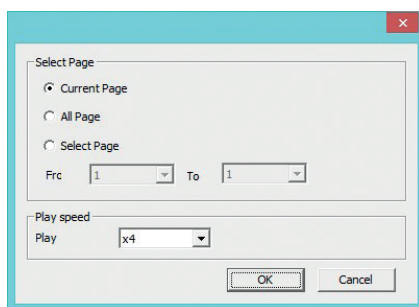 Select Page
Current Page
All Page
Select Page
Frc 1 To 1
Play speed
Play x4
OK Cancel